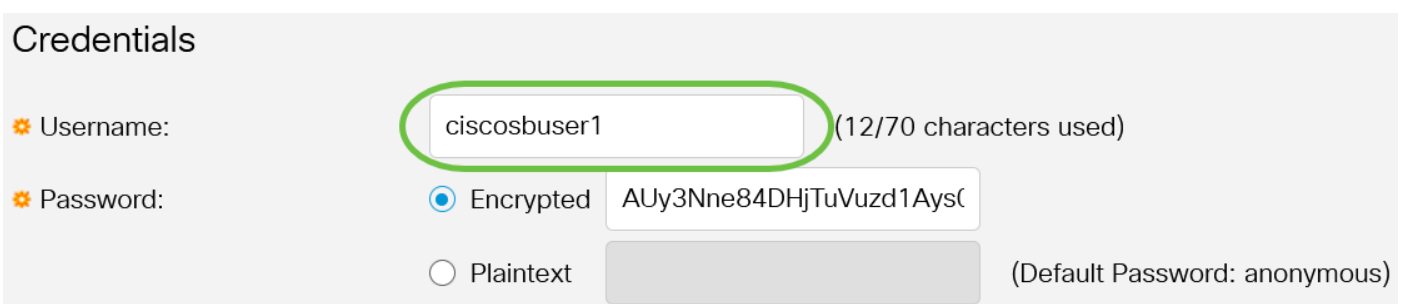 Credentials
Username: ciscosbuser1 (12/70 characters used)
Password: Encrypted AUy3Nne84DHjTuVuzd1Ays(
Plaintext (Default Password: anonymous)